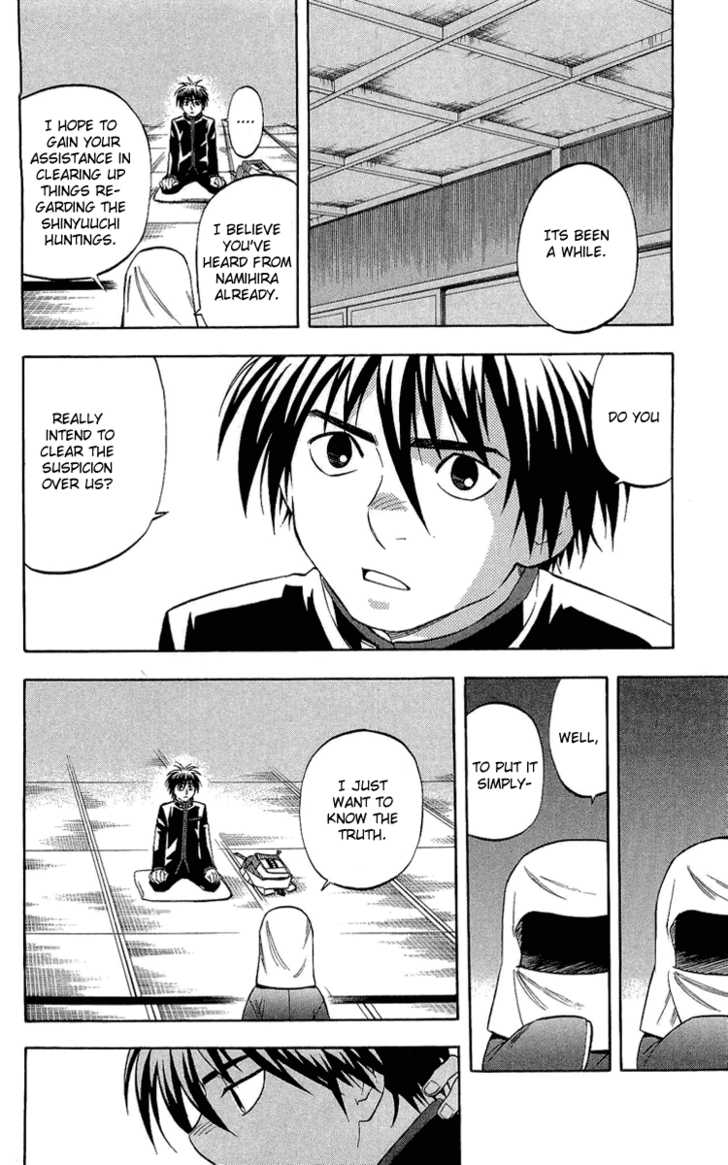 ITS BEEN
A WHILE.
....
I BELIEVE
YOU'VE
HEARD FROM
NAMIHIRA
ALREADY.
I HOPE TO
GAIN YOUR
ASSISTANCE IN
CLEARING UP
THINGS RE-
GARDING THE
SHINYUUCHI
HUNTINGS.
DO YOU
REALLY
INTEND TO
CLEAR THE
SUSPICION
OVER US?
WELL,
TO PUT IT
SIMPLY-
I JUST
WANT TO
KNOW THE
TRUTH.